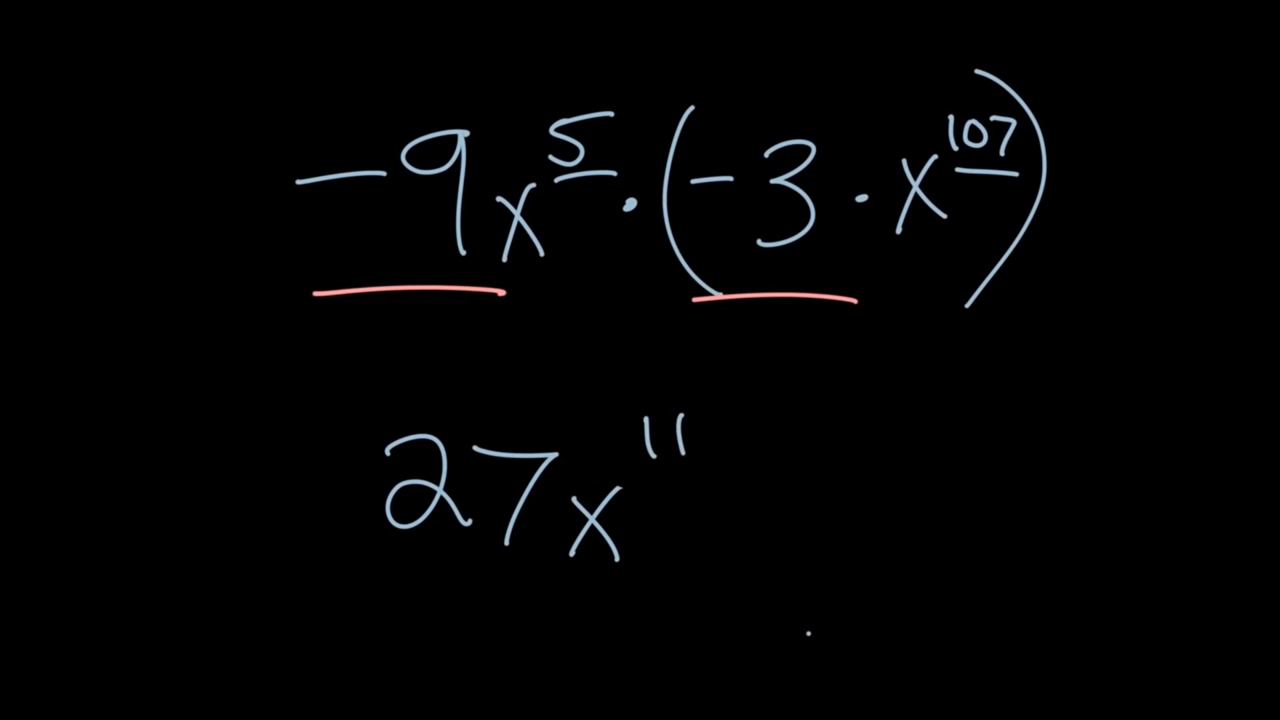 -9x^5 · (-3 · x^107)
27x^11